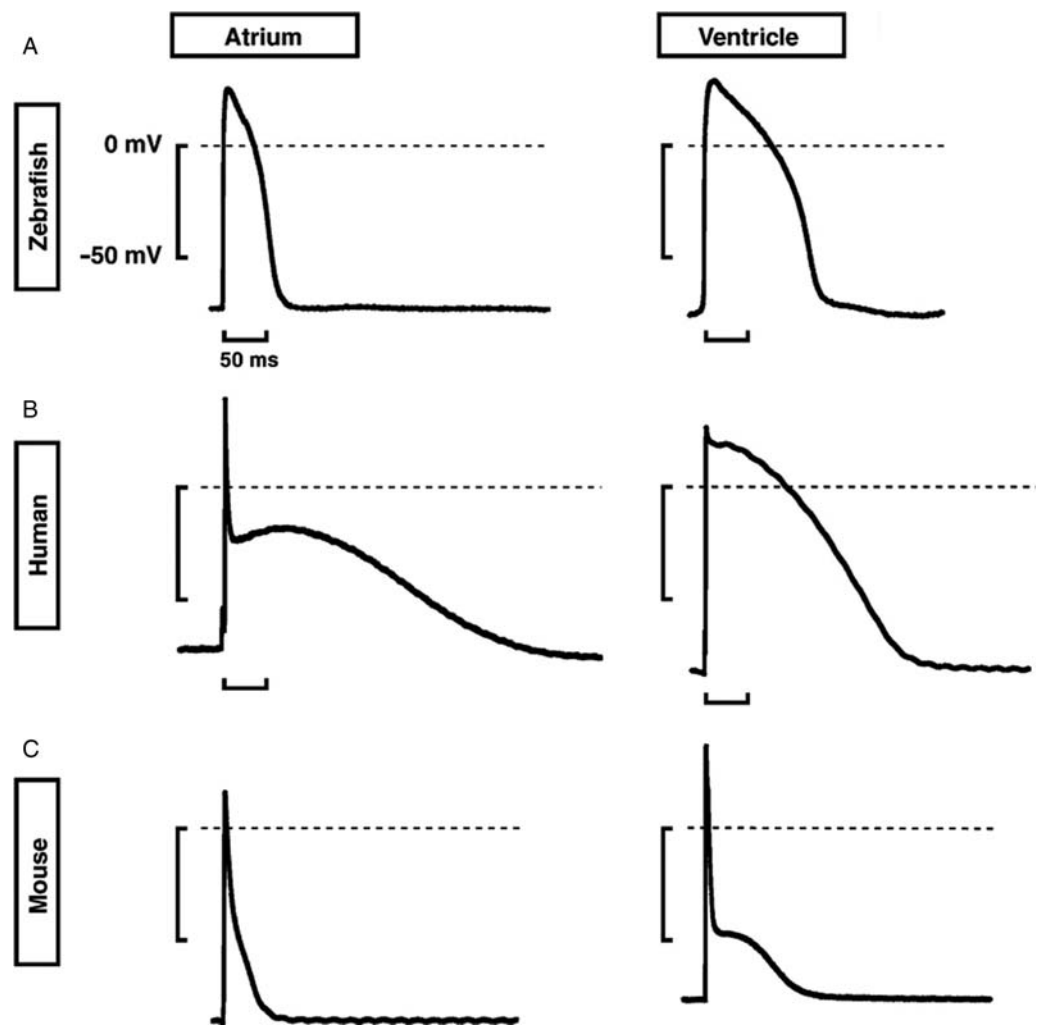 A
Atrium
Ventricle
Zebrafish
0 mV
–50 mV
50 ms
B
Human
C
Mouse